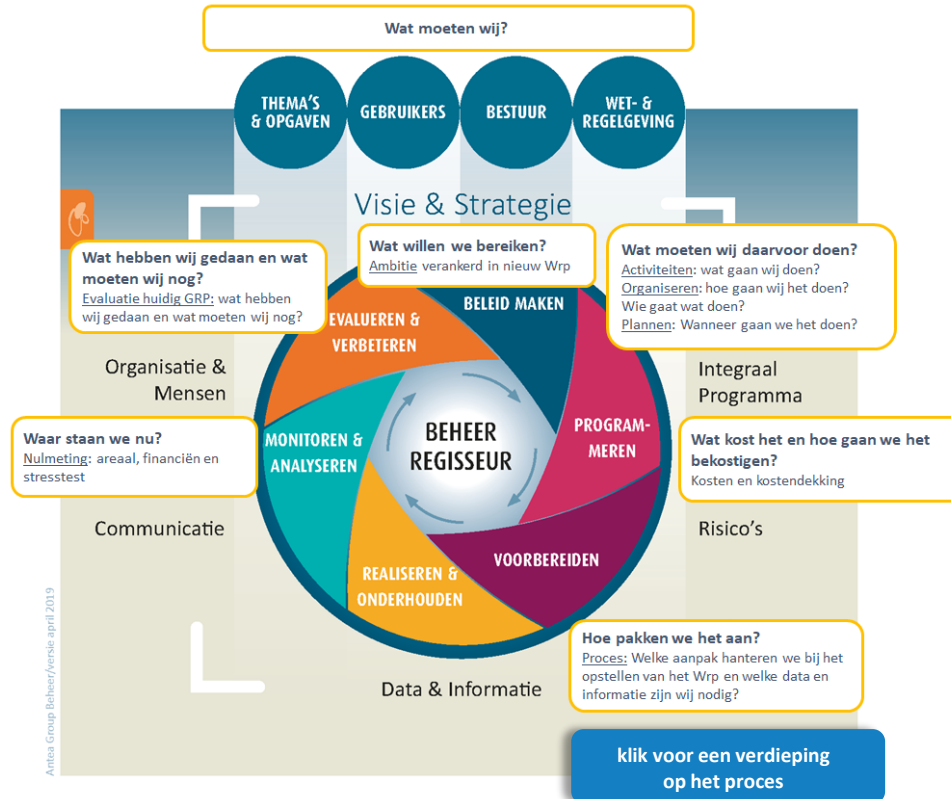 Wat moeten wij?
THEMA'S
& OPGAVEN
GEBRUIKERS
BESTUUR
WET- &
REGELGEVING
Visie & Strategie
Wat hebben wij gedaan en wat
moeten wij nog?
Evaluatie huidig GRP: wat hebben
wij gedaan en wat moeten wij nog?
Wat willen we bereiken?
Ambitie verankerd in nieuw Wrp
Wat moeten wij daarvoor doen?
Activiteiten: wat gaan wij doen?
Organiseren: hoe gaan wij het doen?
Wie gaat wat doen?
Plannen: Wanneer gaan we het doen?
EVALUEREN &
VERBETEREN
BELEID MAKEN
Organisatie &
Mensen
Integraal
Programma
Waar staan we nu?
Nulmeting: areaal, financiën en
stresstest
MONITOREN &
ANALYSEREN
BEHEER
REGISSEUR
PROGRAM-
MEREN
Wat kost het en hoe gaan we het
bekostigen?
Kosten en kostendekking
Communicatie
Risico's
VOORBEREIDEN
REALISEREN &
ONDERHOUDEN
Hoe pakken we het aan?
Proces: Welke aanpak hanteren we bij het
opstellen van het Wrp en welke data en
informatie zijn wij nodig?
Data & Informatie
Antea Group Beheer/versie april 2019
klik voor een verdieping
op het proces